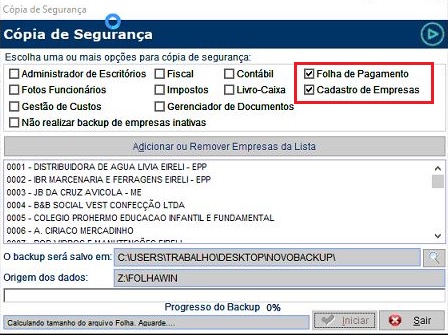 Cópia de Segurança
Cópia de Segurança
Escolha uma ou mais opções para cópia de segurança:
Administrador de Escritórios Fiscal Contábil Folha de Pagamento
Fotos Funcionários Impostos Livro-Caixa Cadastro de Empresas
Gestão de Custos Gerenciador de Documentos
Não realizar backup de empresas inativas
Adicionar ou Remover Empresas da Lista
0001 - DISTRIBUIDORA DE AGUA LIVIA EIRELI - EPP
0002 - IBR MARCENARIA E FERRAGENS EIRELI - EPP
0003 - JB DA CRUZ AVICOLA - ME
0004 - B&B SOCIAL VEST CONFECÇÃO LTDA
0005 - COLEGIO PROHERMO EDUCACAO INFANTIL E FUNDAMENTAL
0006 - A. CIRIACO MERCADINHO
O backup será salvo em: C:\USERS\TRABALHO\DESKTOP\NOVOBACKUP\
Origem dos dados: Z:\FOLHAWIN
Progresso do Backup 0%
Calculando tamanho do arquivo Folha. Aguarde.... Iniciar Sair